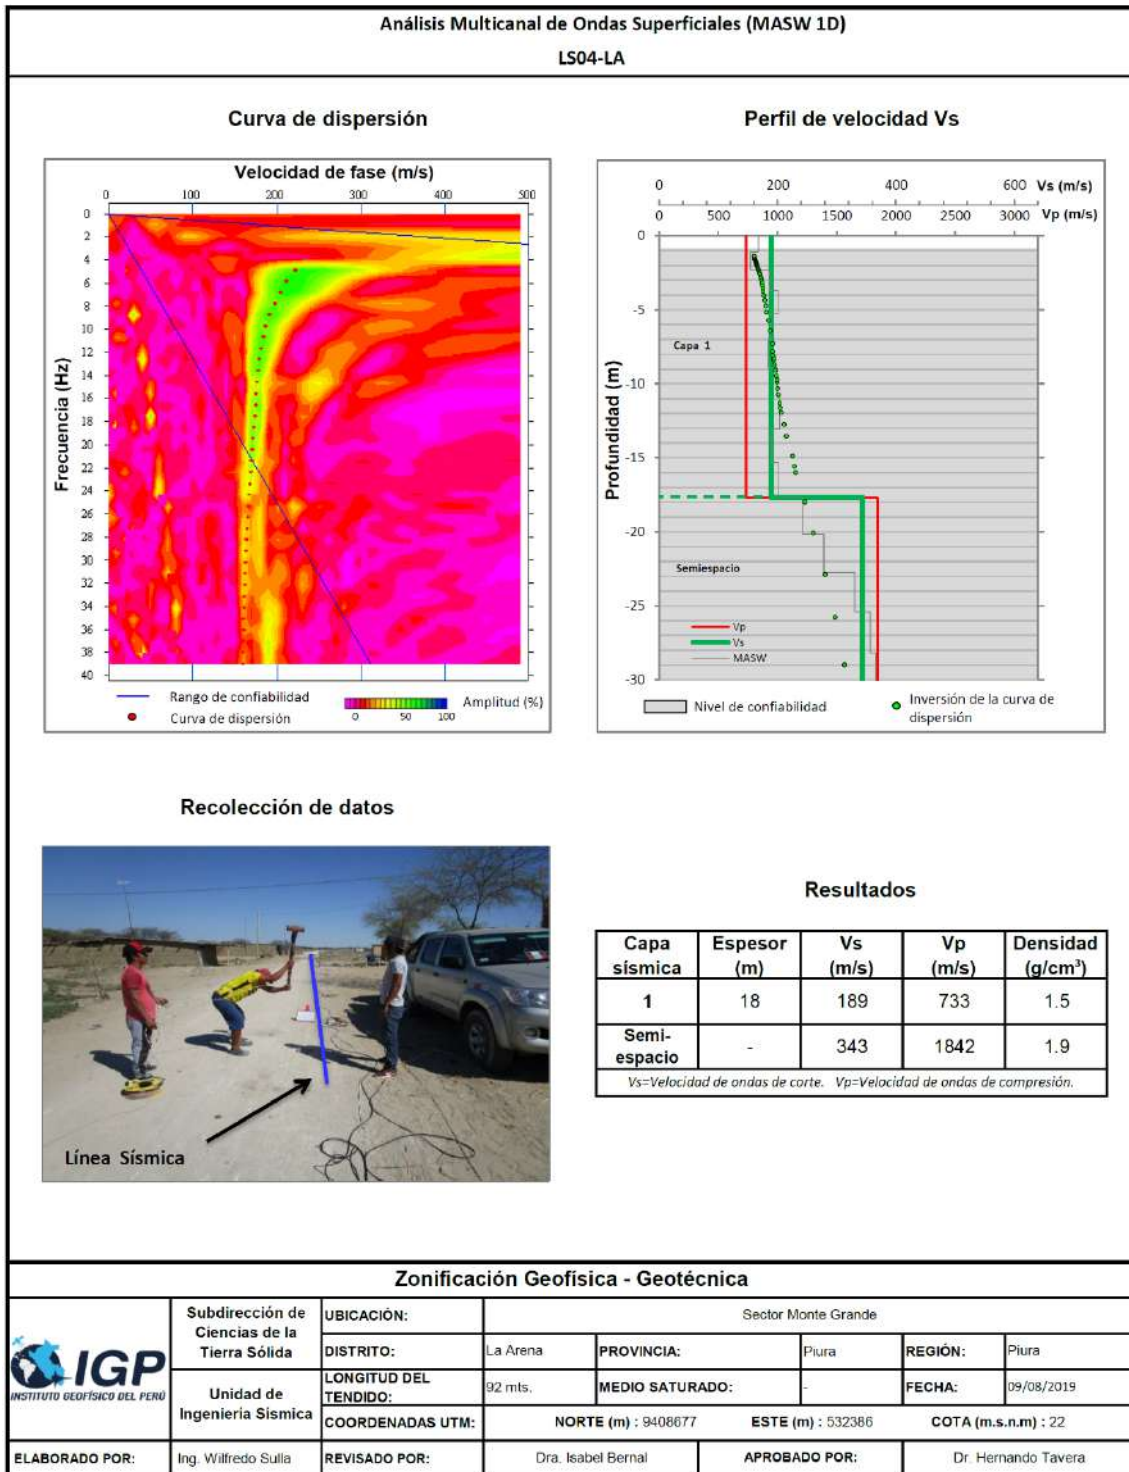 Análisis Multicanal de Ondas Superficiales (MASW 1D)
LS04-LA
Curva de dispersión
Velocidad de fase (m/s)
0 100 200 300 400 500
Frecuencia (Hz)
0
2
4
6
8
10
12
14
16
18
20
22
24
26
28
30
32
34
36
38
40
Rango de confiabilidad
Curva de dispersión
Amplitud (%)
0 50 100
Perfil de velocidad Vs
0 200 400 600 Vs (m/s)
0 500 1000 1500 2000 2500 3000 Vp (m/s)
Profundidad (m)
0
-5
-10
-15
-20
-25
-30
Capa 1
Semiespacio
Vp
Vs
MASW
Nivel de confiabilidad
Inversión de la curva de
dispersión
Recolección de datos
Línea Sísmica
Resultados
Capa sísmica Espesor (m) Vs (m/s) Vp (m/s) Densidad (g/cm³)
1 18 189 733 1.5
Semi-espacio - 343 1842 1.9
Vs=Velocidad de ondas de corte. Vp=Velocidad de ondas de compresión.
Zonificación Geofísica - Geotécnica
IGP
INSTITUTO GEOFÍSICO DEL PERÚ
Subdirección de
Ciencias de la
Tierra Sólida
Unidad de
Ingenieria Sismica
UBICACIÓN: Sector Monte Grande
DISTRITO: La Arena PROVINCIA: Piura REGIÓN: Piura
LONGITUD DEL
TENDIDO: 92 mts. MEDIO SATURADO: - FECHA: 09/08/2019
COORDENADAS UTM: NORTE (m) : 9408677 ESTE (m) : 532386 COTA (m.s.n.m) : 22
ELABORADO POR: Ing. Wilfredo Sulla REVISADO POR: Dra. Isabel Bernal APROBADO POR: Dr. Hernando Tavera